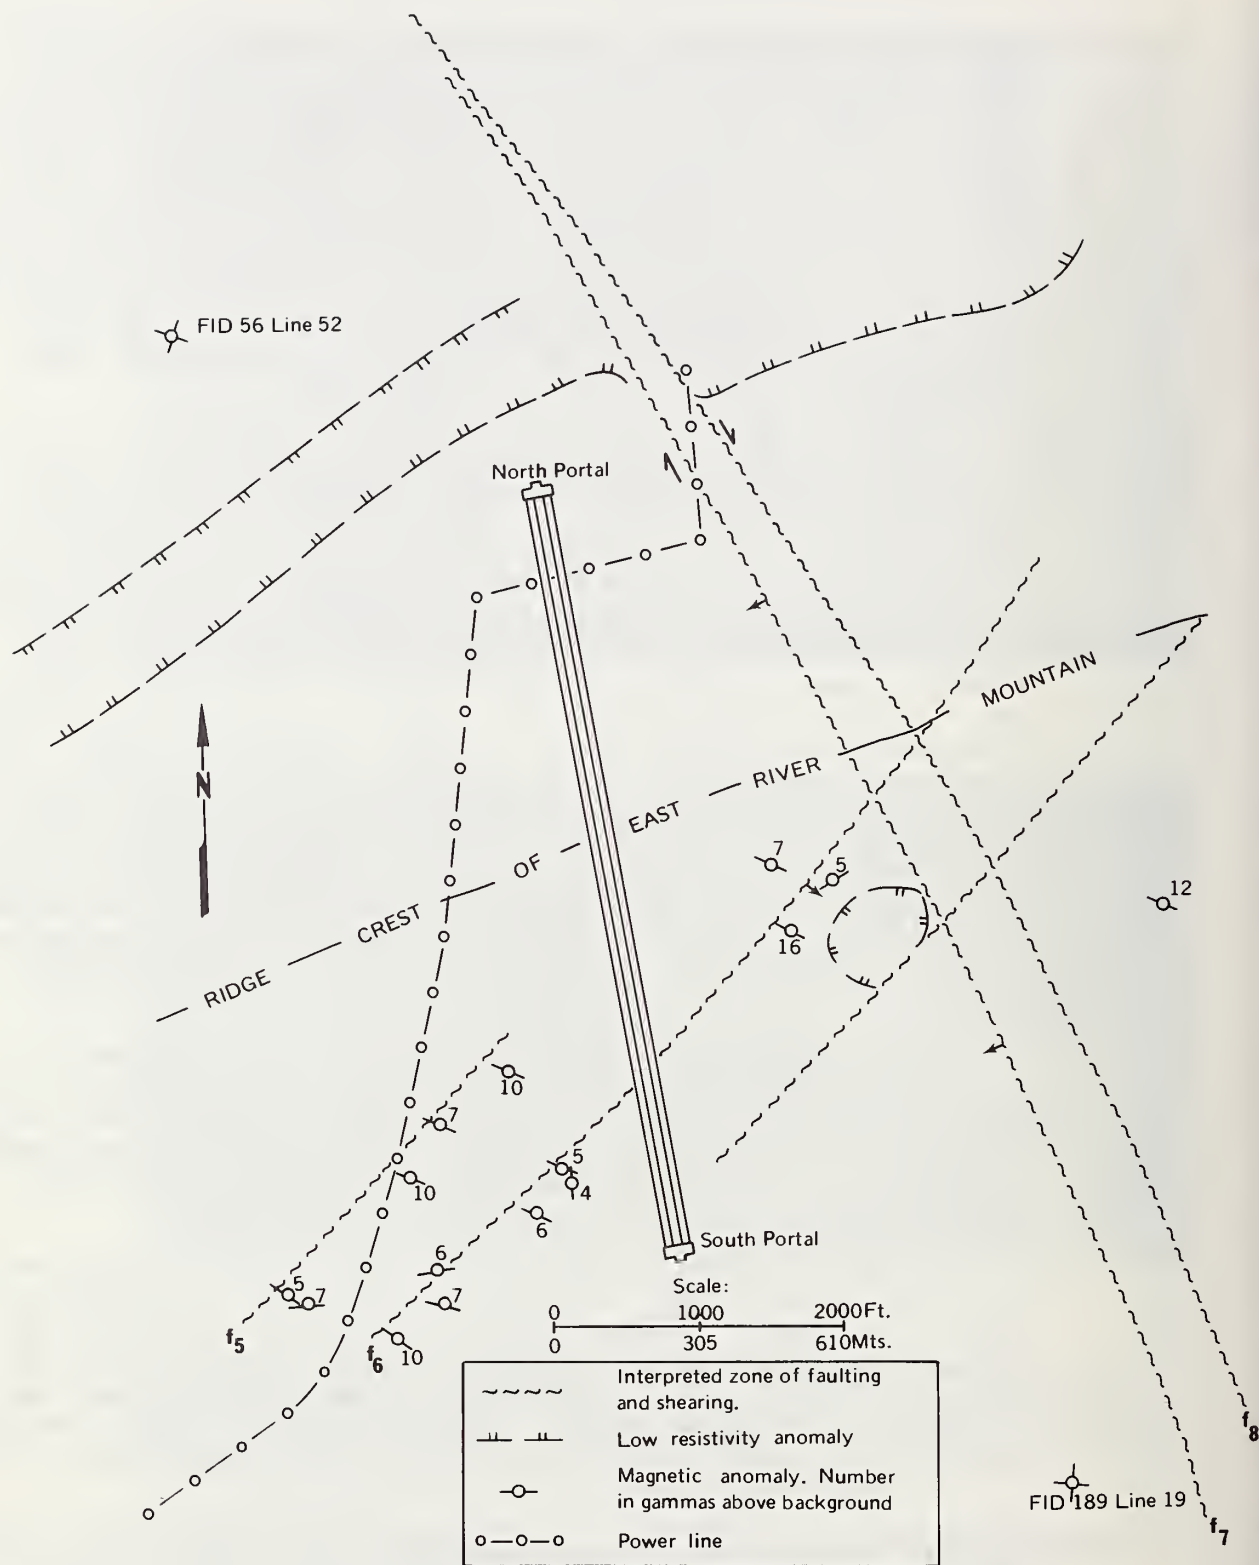 FID 56 Line 52
North Portal
N
RIDGE CREST OF EAST RIVER MOUNTAIN
7
5
12
16
10
7
10
5
4
6
6
5
7
7
10
South Portal
f5
f6
f8
f7
Scale:
0 1000 2000Ft.
0 305 610Mts.
Interpreted zone of faulting
and shearing.
Low resistivity anomaly
Magnetic anomaly. Number
in gammas above background
Power line
FID 189 Line 19